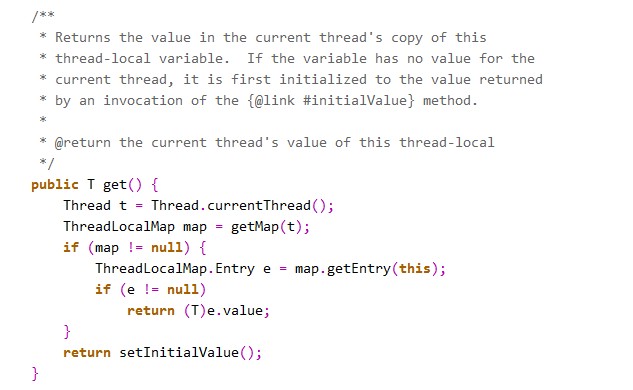 /**
 * Returns the value in the current thread's copy of this
 * thread-local variable.  If the variable has no value for the
 * current thread, it is first initialized to the value returned
 * by an invocation of the {@link #initialValue} method.
 *
 * @return the current thread's value of this thread-local
 */
public T get() {
    Thread t = Thread.currentThread();
    ThreadLocalMap map = getMap(t);
    if (map != null) {
        ThreadLocalMap.Entry e = map.getEntry(this);
        if (e != null)
            return (T)e.value;
    }
    return setInitialValue();
}